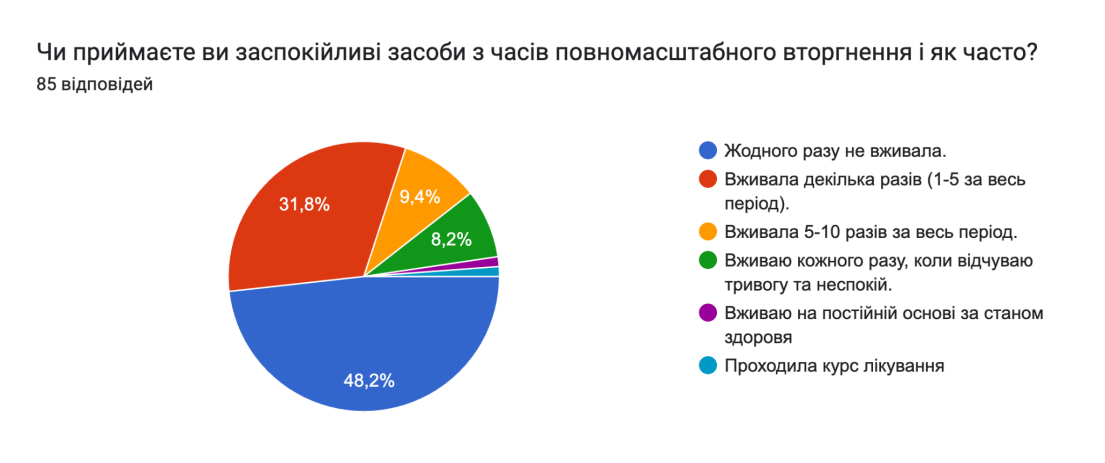 Чи приймаєте ви заспокійливі засоби з часів повномасштабного вторгнення і як часто?
85 відповідей
31,8%
9,4%
8,2%
48,2%
Жодного разу не вживала.
Вживала декілька разів (1-5 за весь
період).
Вживала 5-10 разів за весь період.
Вживаю кожного разу, коли відчуваю
тривогу та неспокій.
Вживаю на постійній основі за станом
здоровя
Проходила курс лікування